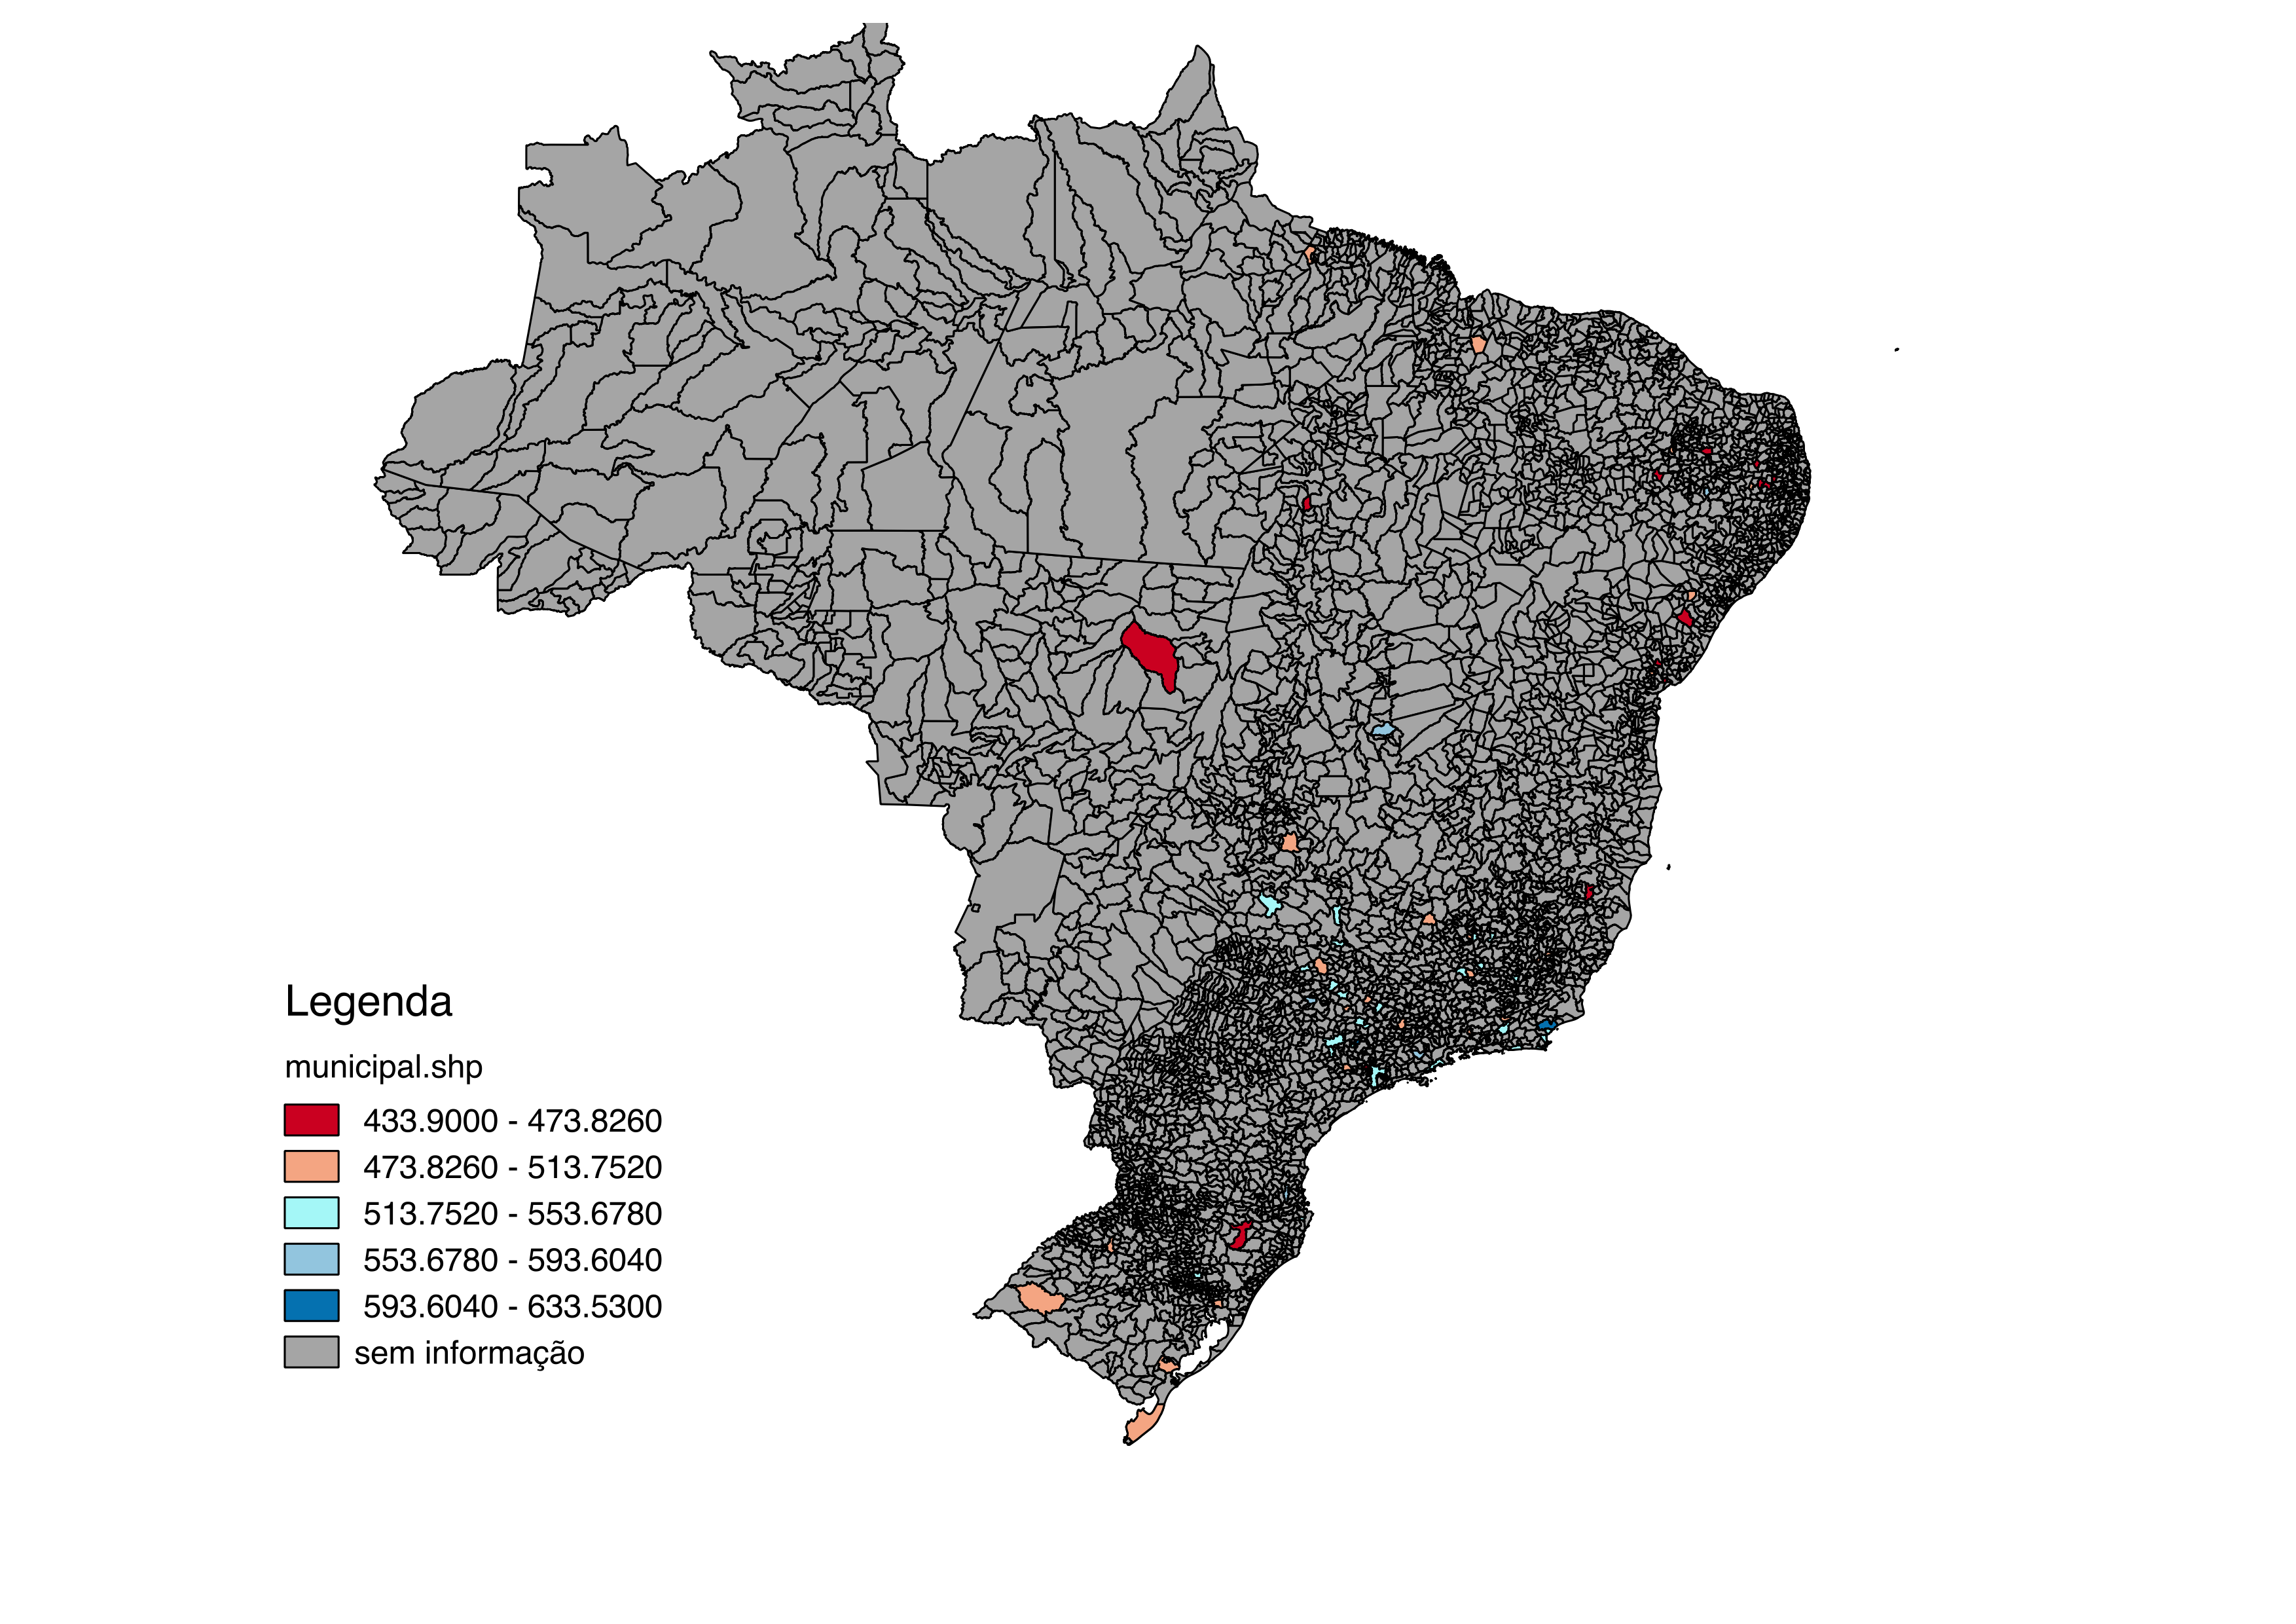 Legenda
municipal.shp
433.9000 - 473.8260
473.8260 - 513.7520
513.7520 - 553.6780
553.6780 - 593.6040
593.6040 - 633.5300
sem informação